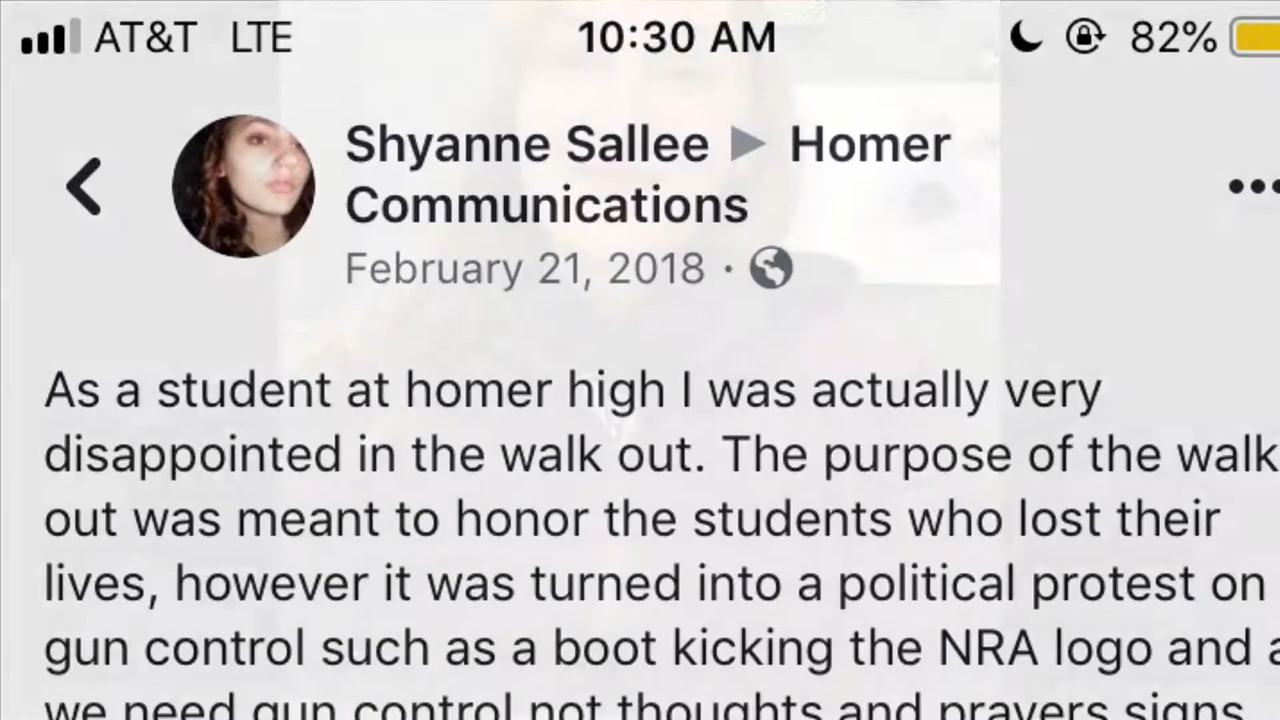 AT&T LTE 10:30 AM 82%
Shyanne Sallee ▶ Homer
Communications
February 21, 2018 ·
As a student at homer high I was actually very
disappointed in the walk out. The purpose of the walk
out was meant to honor the students who lost their
lives, however it was turned into a political protest on
gun control such as a boot kicking the NRA logo and a
we need gun control not thoughts and prayers signs